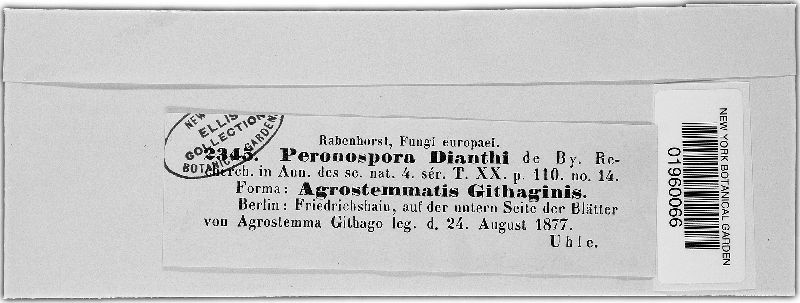 NEW
ELLIS
COLLECTION
BOTANICAL GARDEN
Rabenhorst, Fungi europaei.
2345. Peronospora Dianthi de By. Re-
cherch. in Ann. des sc. nat. 4. sér. T. XX. p. 110. no. 14.
Forma: Agrostemmatis Githaginis.
Berlin: Friedrichshain, auf der untern Seite der Blätter
von Agrostemma Githago leg. d. 24. August 1877.
Uhle.
NEW YORK BOTANICAL GARDEN
01960066